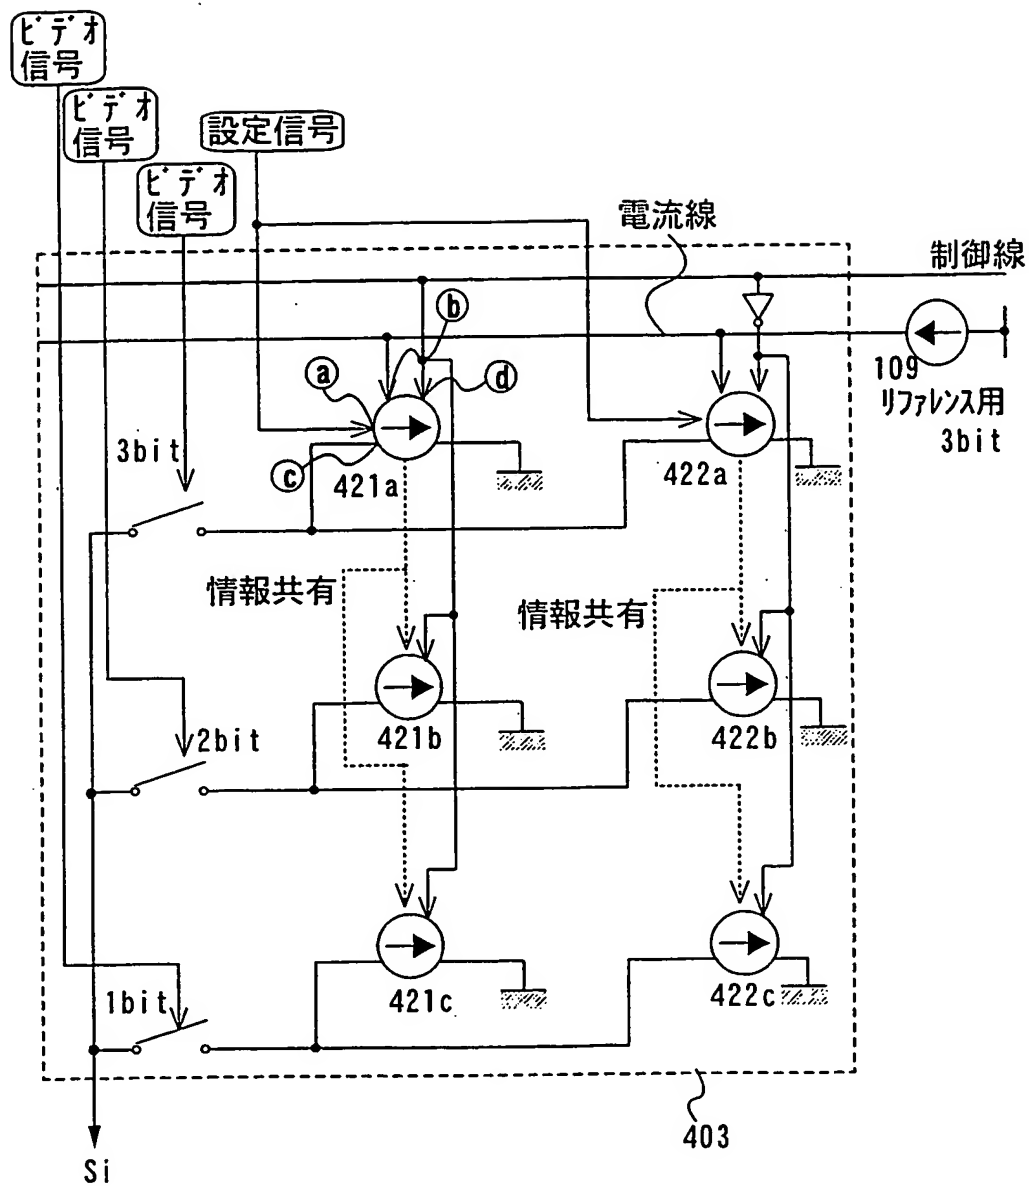 ビデオ
信号
ビデオ
信号
設定信号
ビデオ
信号
電流線
制御線
ⓑ
ⓐ
ⓓ
109
リファレンス用
3bit
3bit
ⓒ
421a
422a
情報共有
情報共有
2bit
421b
422b
1bit
421c
422c
403
Si